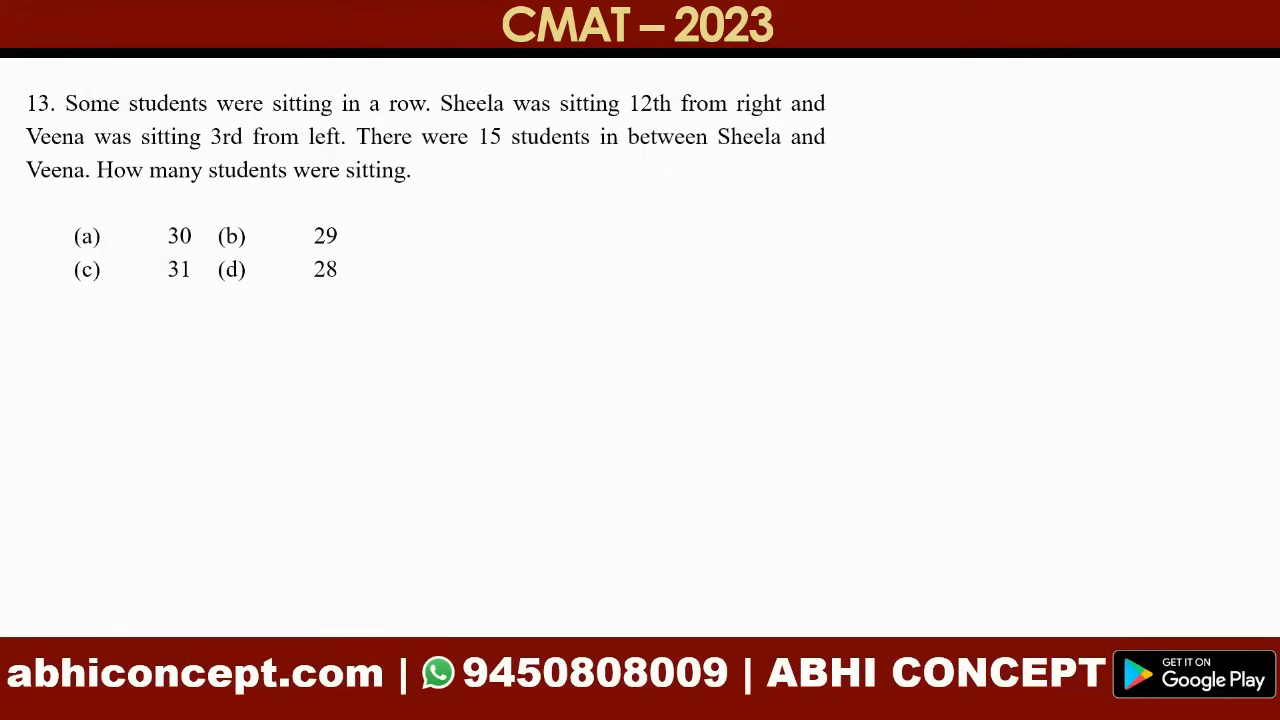 CMAT – 2023
13. Some students were sitting in a row. Sheela was sitting 12th from right and
Veena was sitting 3rd from left. There were 15 students in between Sheela and
Veena. How many students were sitting.
(a) 30 (b) 29
(c) 31 (d) 28
abhiconcept.com | 9450808009 | ABHI CONCEPT
GET IT ON
Google Play